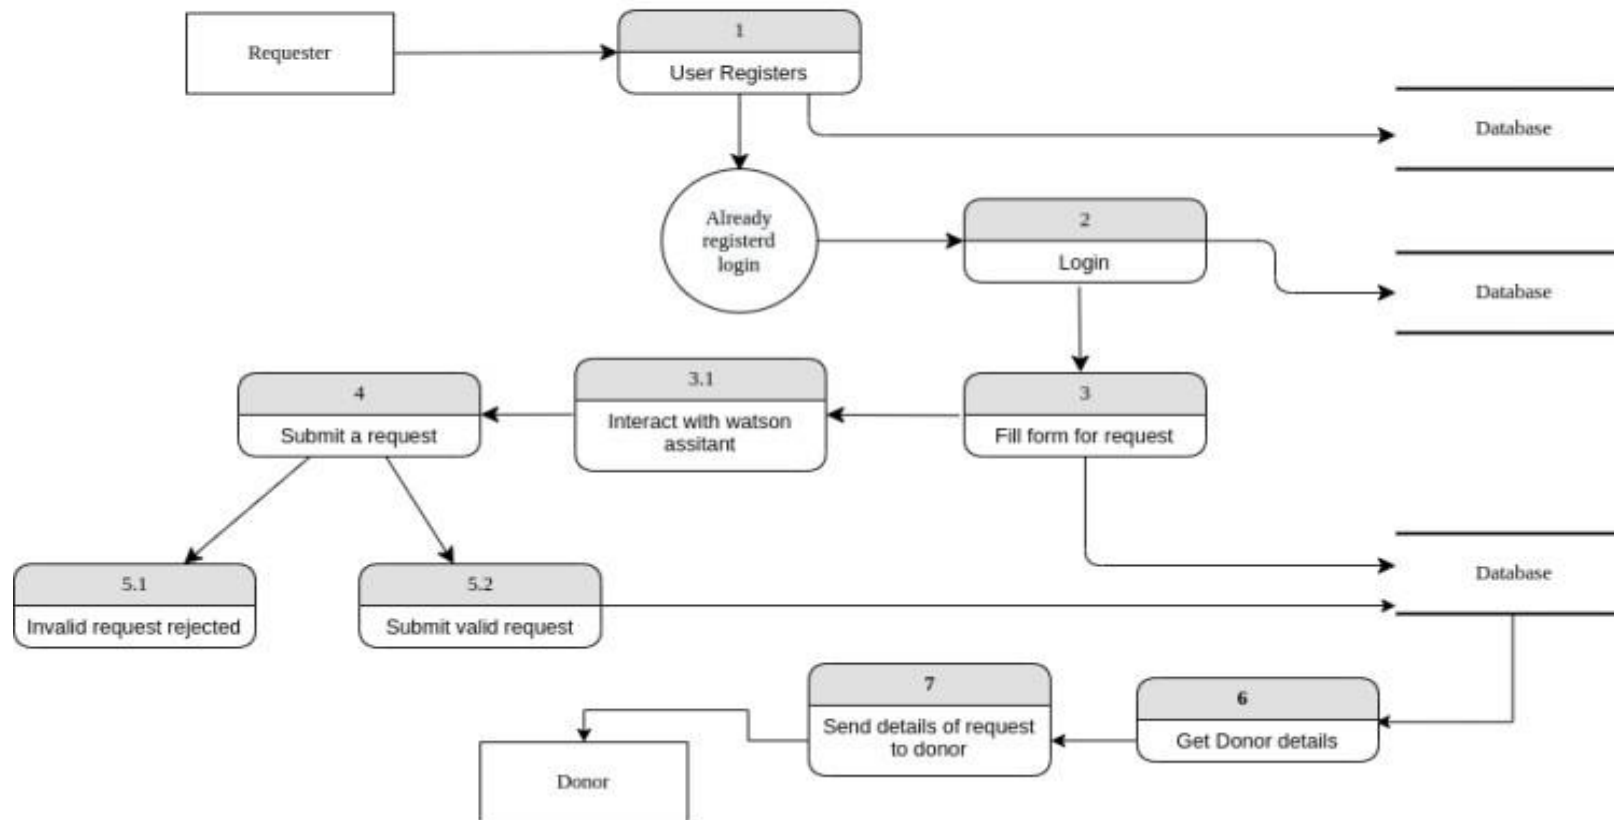 Requester
1
User Registers
Database
Already
registerd
login
2
Login
Database
4
Submit a request
3.1
Interact with watson
assitant
3
Fill form for request
5.1
Invalid request rejected
5.2
Submit valid request
Database
7
Send details of request
to donor
6
Get Donor details
Donor